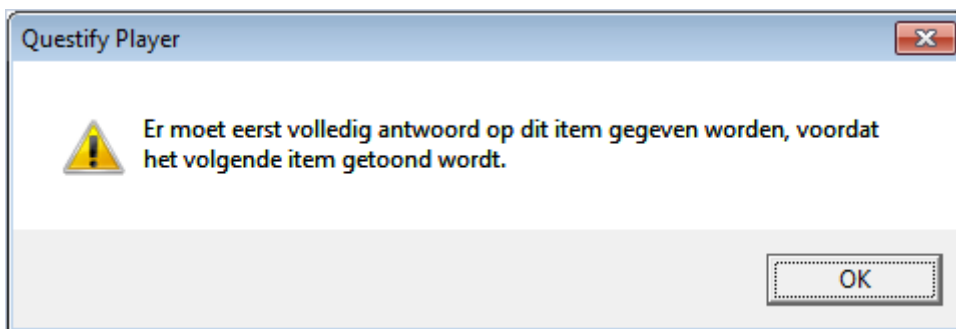 Questify Player
Er moet eerst volledig antwoord op dit item gegeven worden, voordat
het volgende item getoond wordt.
OK